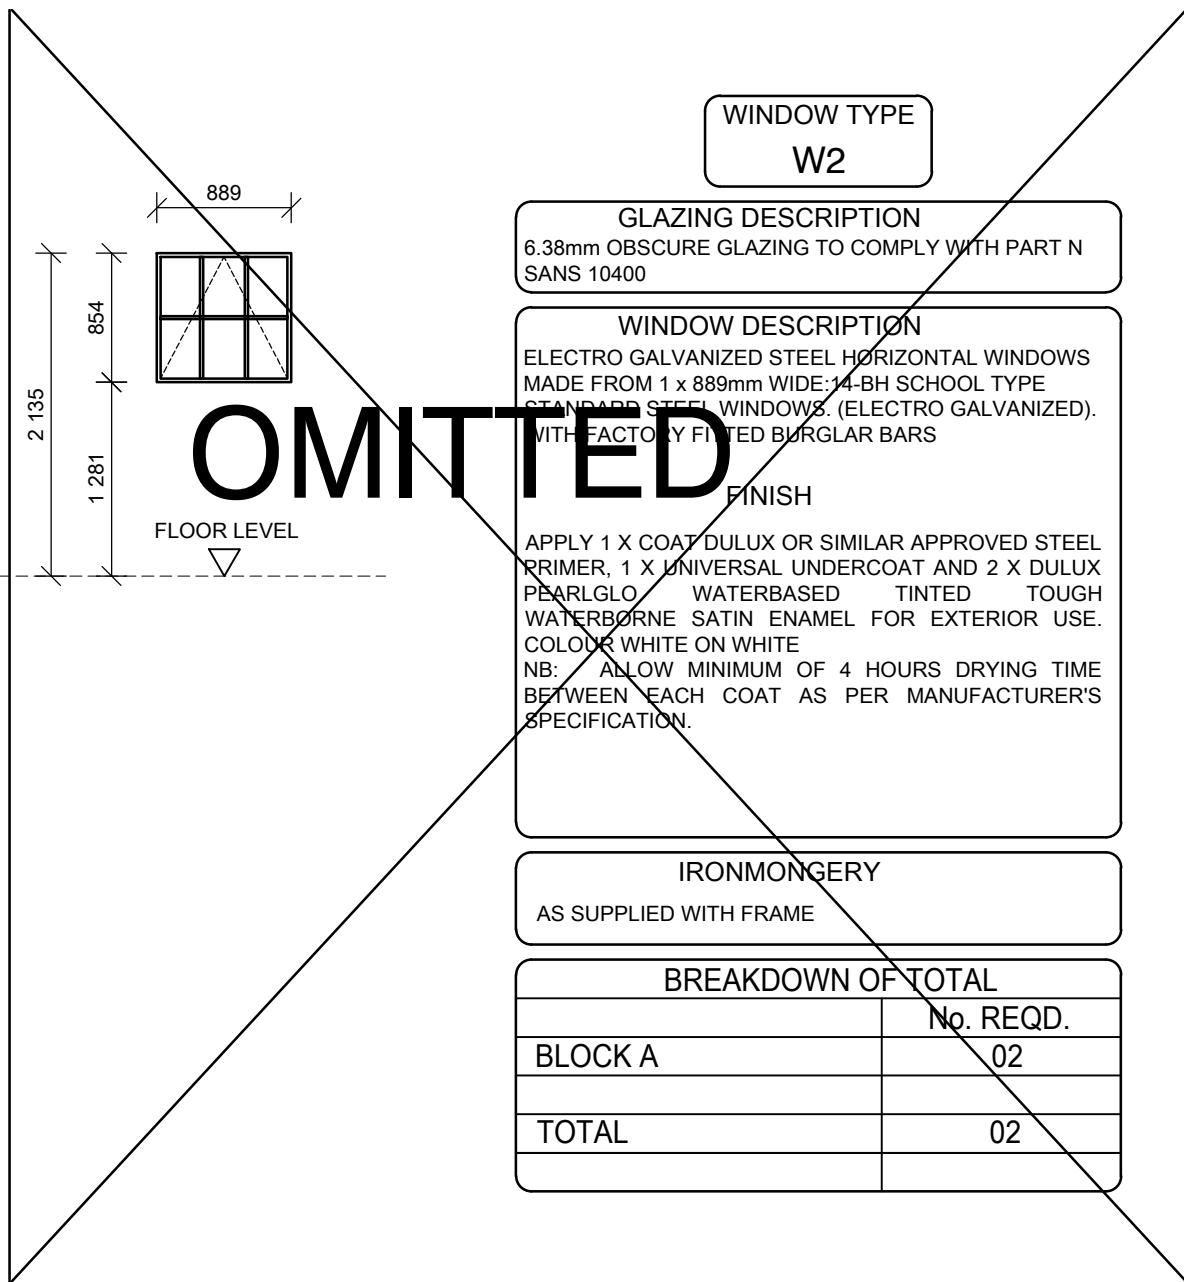 WINDOW TYPE
W2
889
854
2 135
1 281
FLOOR LEVEL
OMITTED
GLAZING DESCRIPTION
6.38mm OBSCURE GLAZING TO COMPLY WITH PART N
SANS 10400
WINDOW DESCRIPTION
ELECTRO GALVANIZED STEEL HORIZONTAL WINDOWS
MADE FROM 1 x 889mm WIDE:14-BH SCHOOL TYPE
STANDARD STEEL WINDOWS. (ELECTRO GALVANIZED).
WITH FACTORY FITTED BURGLAR BARS
FINISH
APPLY 1 X COAT DULUX OR SIMILAR APPROVED STEEL
PRIMER, 1 X UNIVERSAL UNDERCOAT AND 2 X DULUX
PEARLGLO WATERBASED TINTED TOUGH
WATERBORNE SATIN ENAMEL FOR EXTERIOR USE.
COLOUR WHITE ON WHITE
NB: ALLOW MINIMUM OF 4 HOURS DRYING TIME
BETWEEN EACH COAT AS PER MANUFACTURER'S
SPECIFICATION.
IRONMONGERY
AS SUPPLIED WITH FRAME
BREAKDOWN OF TOTAL
No. REQD.
BLOCK A 02
TOTAL 02